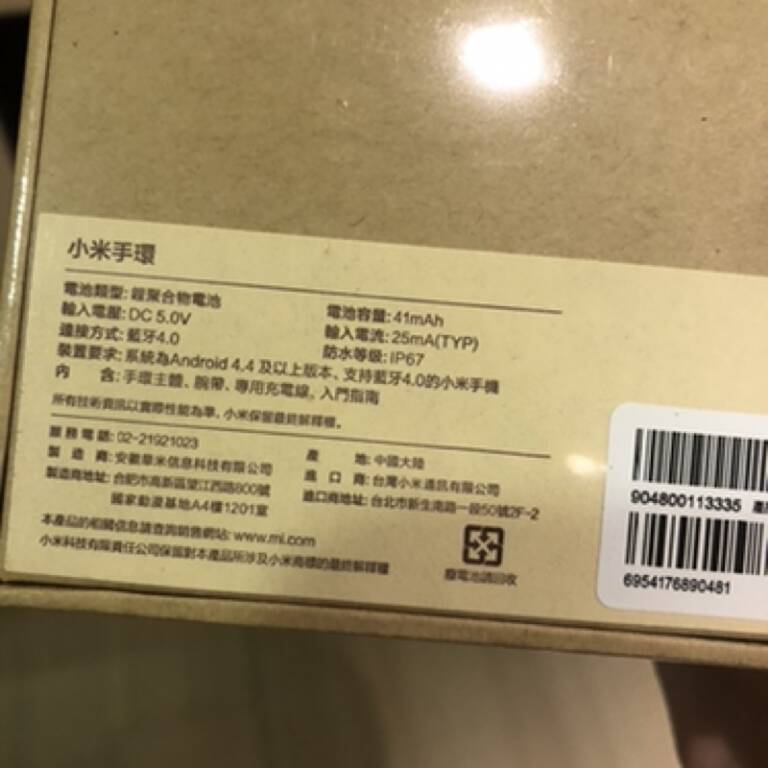 小米手環
電池類型: 鋰聚合物電池
電池容量: 41mAh
輸入電壓: DC 5.0V
輸入電流: 25mA(TYP)
連接方式: 藍牙4.0
防水等級: IP67
裝置要求: 系統為Android 4.4 及以上版本、支持藍牙4.0的小米手機
內 含: 手環主體、腕帶、專用充電線、入門指南
所有技術資訊以實際性能為準, 小米保留最終解釋權。
服務電話: 02-21921023
產 地: 中國大陸
製造商: 安徽華米信息科技有限公司
進口商: 台灣小米通訊有限公司
製造商地址: 合肥市高新區望江西路800號
國家動漫基地A4樓1201室
進口商地址: 台北市新生南路一段50號2F-2
本產品的相關信息請查詢銷售網站: www.mi.com
小米科技有限責任公司保留對本產品所涉及小米商標的最終解釋權
廢電池請回收
904800113335 產
6954176890481